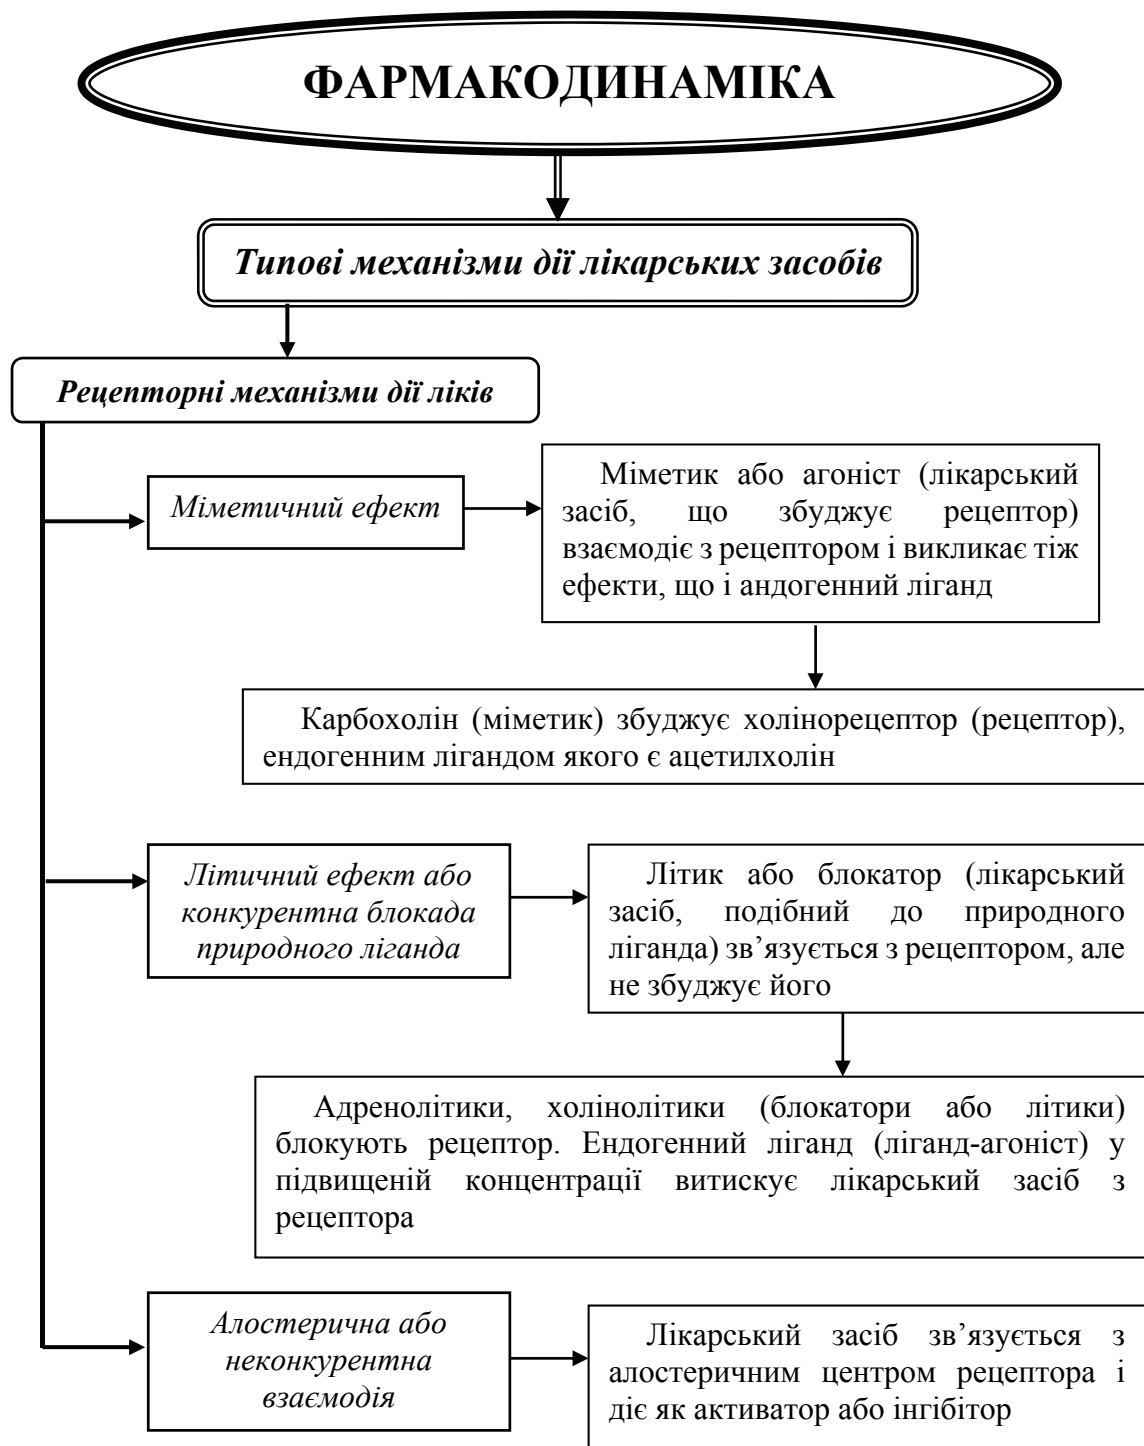 ФАРМАКОДИНАМІКА
Типові механізми дії лікарських засобів
Рецепторні механізми дії ліків
Міметичний ефект
Міметик або агоніст (лікарський
засіб, що збуджує рецептор)
взаємодіє з рецептором і викликає тіж
ефекти, що і андогенний ліганд
Карбохолін (міметик) збуджує холінорецептор (рецептор),
ендогенним лігандом якого є ацетилхолін
Літичний ефект або
конкурентна блокада
природного ліганда
Літик або блокатор (лікарський
засіб, подібний до природного
ліганда) зв’язується з рецептором, але
не збуджує його
Адренолітики, холінолітики (блокатори або літики)
блокують рецептор. Ендогенний ліганд (ліганд-агоніст) у
підвищеній концентрації витискує лікарський засіб з
рецептора
Алостерична або
неконкурентна
взаємодія
Лікарський засіб зв’язується з
алостеричним центром рецептора і
діє як активатор або інгібітор